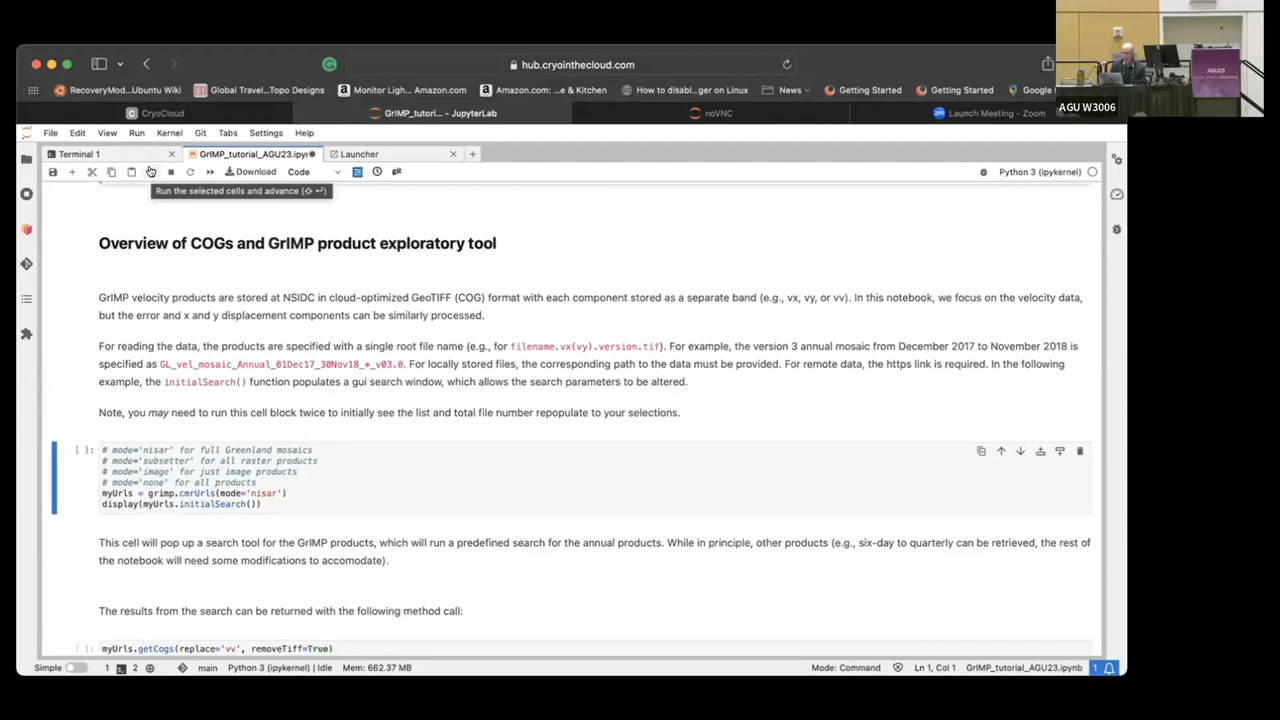 hub.cryointhecloud.com
RecoveryMod...Ubuntu Wiki
Global Travel...Topo Designs
Monitor Ligh... Amazon.com
Amazon.com: ...e & Kitchen
How to disabl...er on Linux
News
Getting Started
Getting Started
Google
CryoCloud
GrIMP_tutori... - JupyterLab
noVNC
Launch Meeting - Zoom
AGU23
AGU W3006
File Edit View Run Kernel Git Tabs Settings Help
Terminal 1
GrIMP_tutorial_AGU23.ipyn
Launcher
Download
Code
git
Python 3 (ipykernel)
Run the selected cells and advance (⇧ ⏎)
Overview of COGs and GrIMP product exploratory tool
GrIMP velocity products are stored at NSIDC in cloud-optimized GeoTIFF (COG) format with each component stored as a separate band (e.g., vx, vy, or vv). In this notebook, we focus on the velocity data,
but the error and x and y displacement components can be similarly processed.
For reading the data, the products are specified with a single root file name (e.g., for filename.vx(vy).version.tif). For example, the version 3 annual mosaic from December 2017 to November 2018 is
specified as GL_vel_mosaic_Annual_01Dec17_30Nov18_*_v03.0. For locally stored files, the corresponding path to the data must be provided. For remote data, the https link is required. In the following
example, the initialSearch() function populates a gui search window, which allows the search parameters to be altered.
Note, you may need to run this cell block twice to initially see the list and total file number repopulate to your selections.
[ ]: # mode='nisar' for full Greenland mosaics
# mode='subsetter' for all raster products
# mode='image' for just image products
# mode='none' for all products
myUrls = grimp.cmrUrls(mode='nisar')
display(myUrls.initialSearch())
This cell will pop up a search tool for the GrIMP products, which will run a predefined search for the annual products. While in principle, other products (e.g., six-day to quarterly can be retrieved, the rest of
the notebook will need some modifications to accomodate).
The results from the search can be returned with the following method call:
[ ]: myUrls.getCogs(replace='vv', removeTiff=True)
Simple
1
2
main
Python 3 (ipykernel) | Idle
Mem: 662.37 MB
Mode: Command
Ln 1, Col 1
GrIMP_tutorial_AGU23.ipynb
1